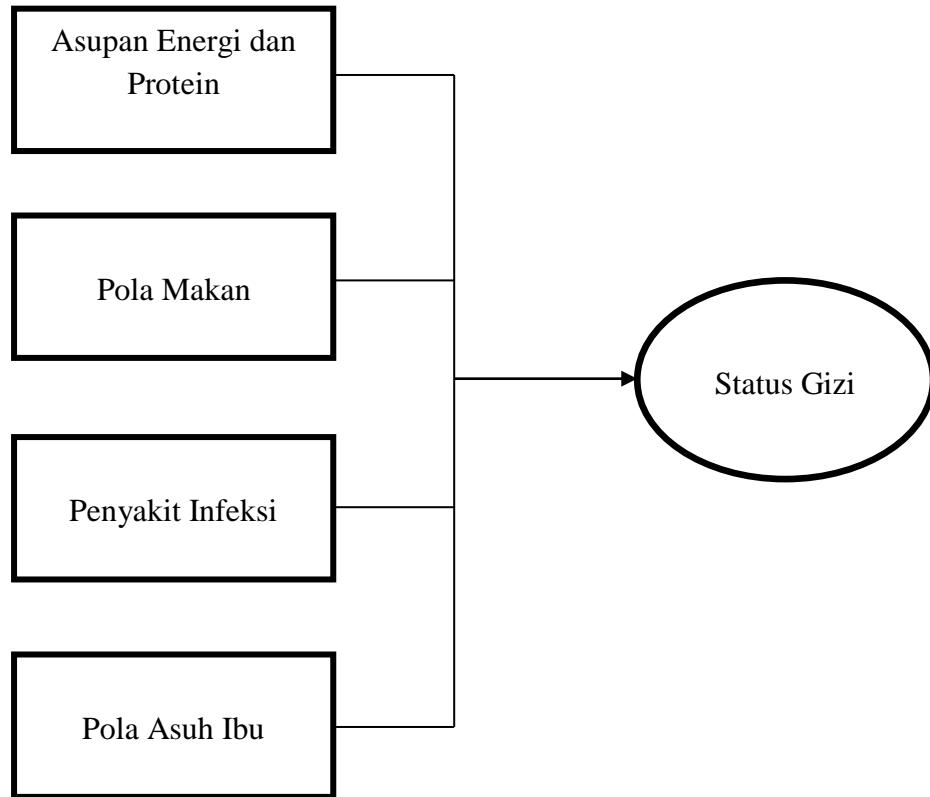 Asupan Energi dan
Protein
Pola Makan
Status Gizi
Penyakit Infeksi
Pola Asuh Ibu